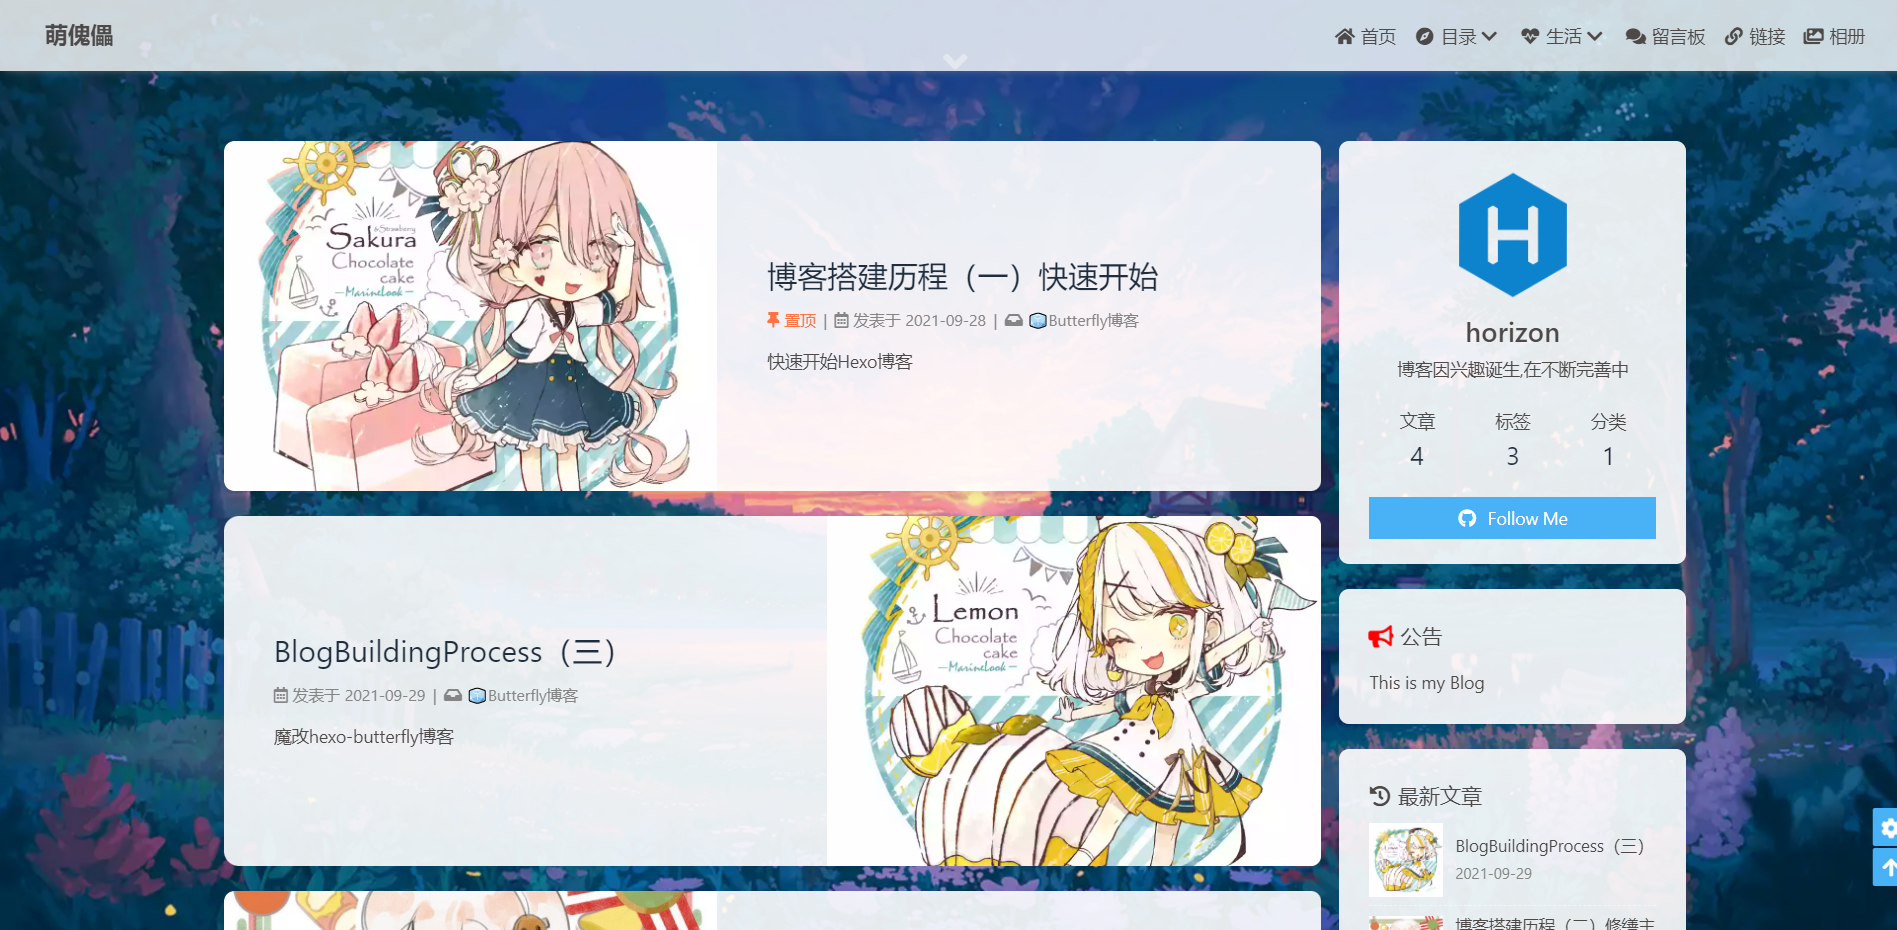 萌傀儡
首页 目录 生活 留言板 链接 相册
Sakura
&Strawberry
Chocolate
cake
MarineLook
博客搭建历程（一）快速开始
置顶 | 发表于 2021-09-28 | Butterfly博客
快速开始Hexo博客
H
horizon
博客因兴趣诞生,在不断完善中
文章 标签 分类
4 3 1
Follow Me
BlogBuildingProcess（三）
发表于 2021-09-29 | Butterfly博客
魔改hexo-butterfly博客
Lemon
Chocolate
cake
MarineLook
公告
This is my Blog
最新文章
BlogBuildingProcess（三）
2021-09-29
博客搭建历程（二）修缮主